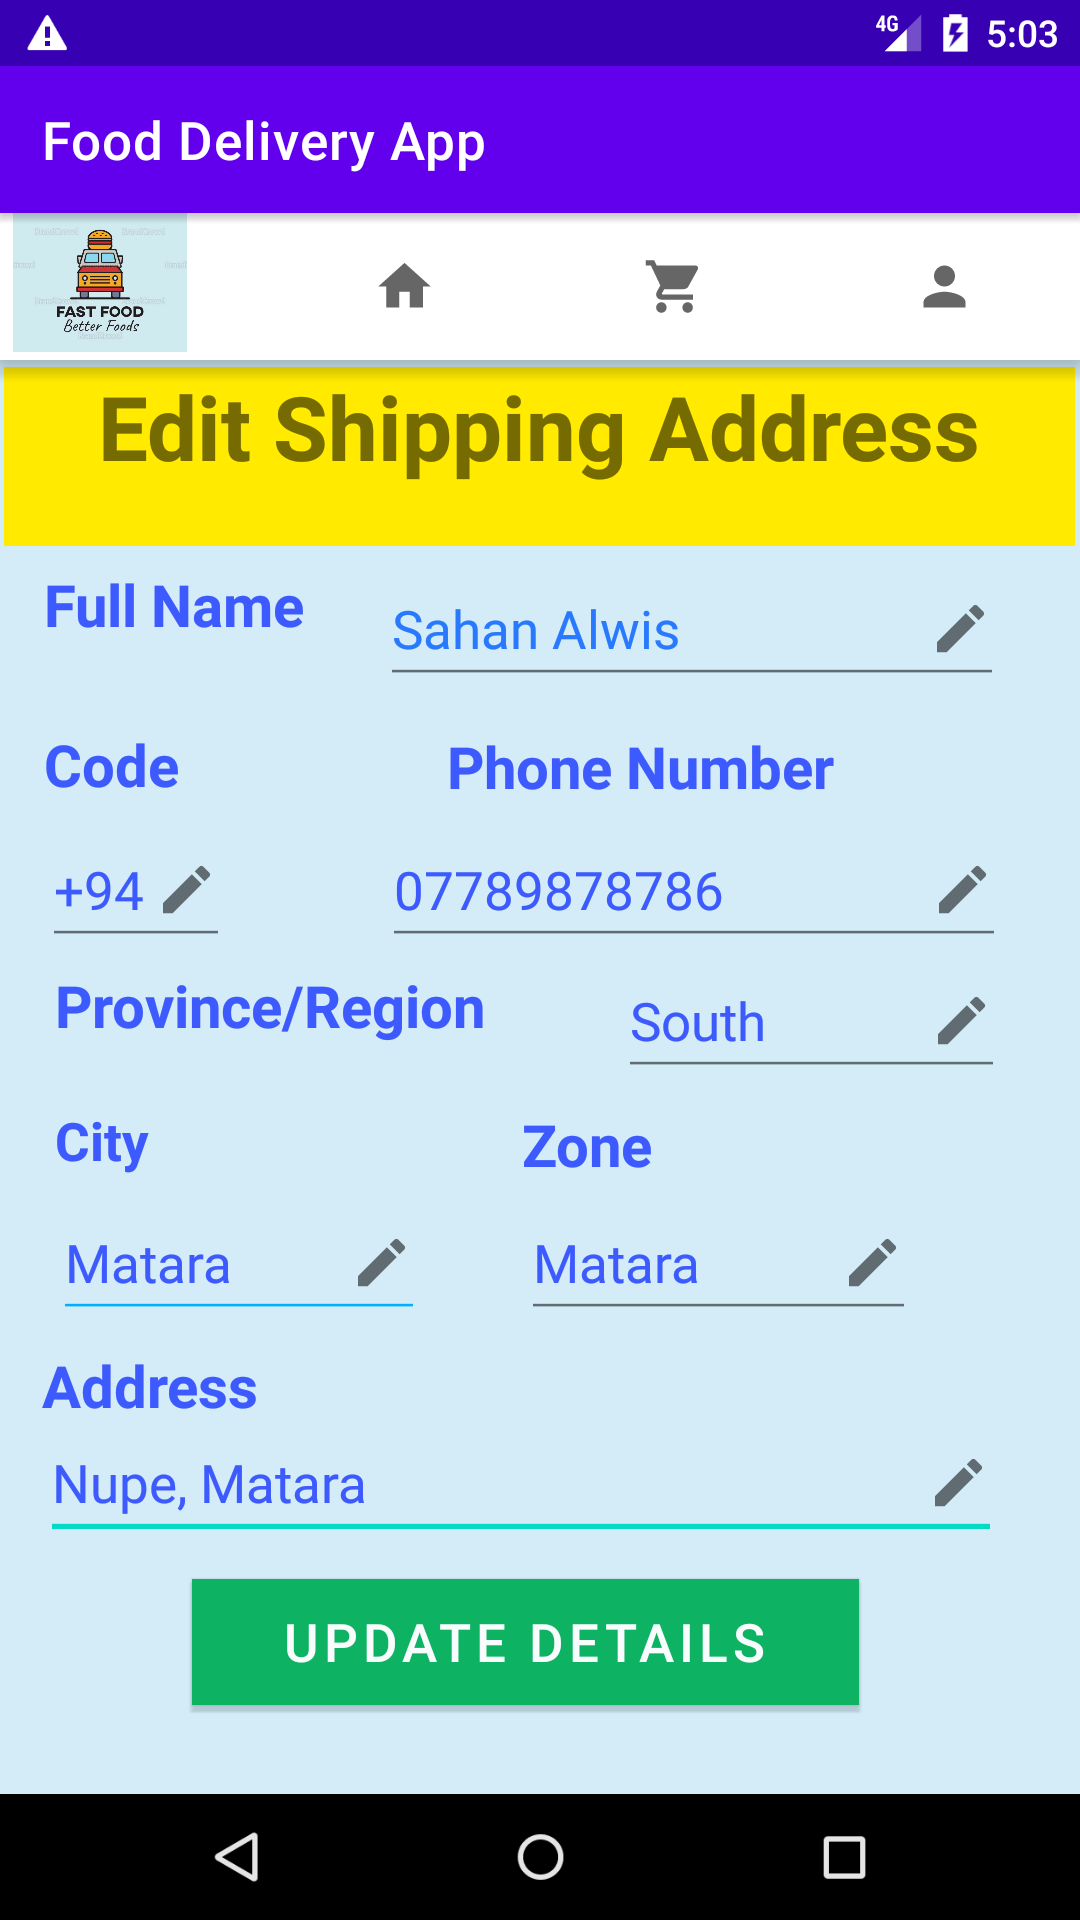 4G 5:03
Food Delivery App
FAST FOOD
Better Foods
Edit Shipping Address
Full Name
Sahan Alwis
Code Phone Number
+94 07789878786
Province/Region
South
City Zone
Matara Matara
Address
Nupe, Matara
UPDATE DETAILS